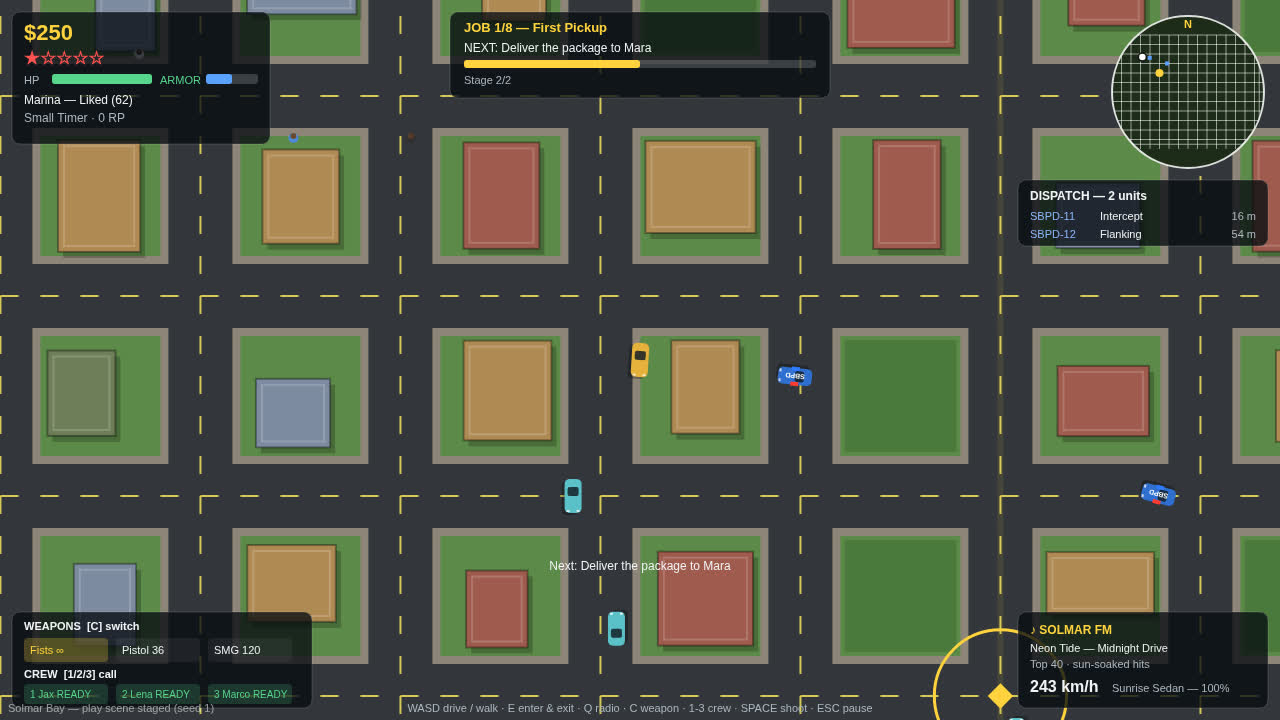 $250
★☆☆☆☆
HP ARMOR
Marina — Liked (62)
Small Timer · 0 RP
JOB 1/8 — First Pickup
NEXT: Deliver the package to Mara
Stage 2/2
N
DISPATCH — 2 units
SBPD-11 Intercept 16 m
SBPD-12 Flanking 54 m
SBPD
SBPD
Next: Deliver the package to Mara
WEAPONS [C] switch
Fists ∞ Pistol 36 SMG 120
CREW [1/2/3] call
1 Jax READY 2 Lena READY 3 Marco READY
Solmar Bay — play scene staged (seed 1)
WASD drive / walk · E enter & exit · Q radio · C weapon · 1-3 crew · SPACE shoot · ESC pause
♪ SOLMAR FM
Neon Tide — Midnight Drive
Top 40 · sun-soaked hits
243 km/h Sunrise Sedan — 100%